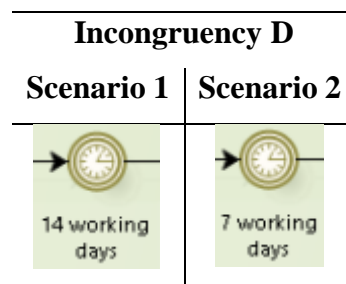 Incongruency D
Scenario 1 Scenario 2
14 working 7 working
days days